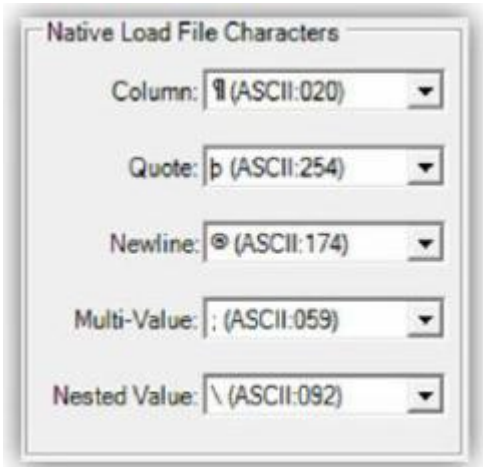 Native Load File Characters
Column: ¶ (ASCII:020)
Quote: þ (ASCII:254)
Newline: ® (ASCII:174)
Multi-Value: ; (ASCII:059)
Nested Value: \ (ASCII:092)